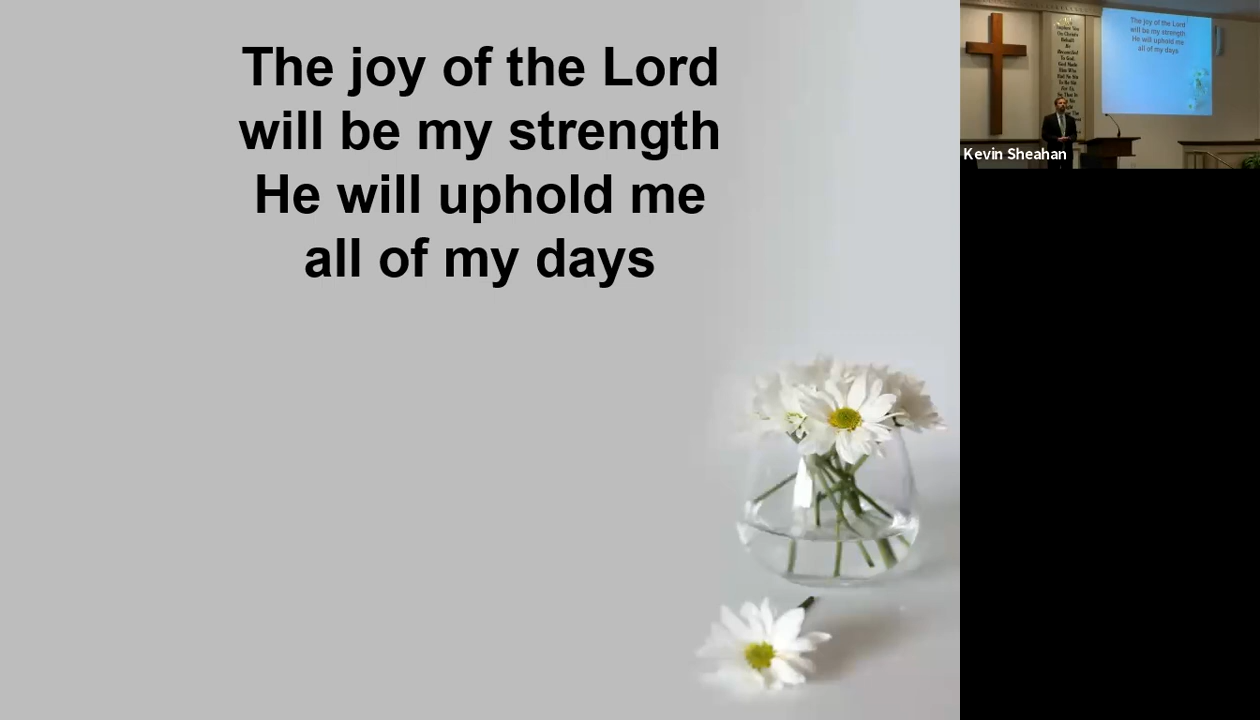 The joy of the Lord
will be my strength
He will uphold me
all of my days
The joy of the Lord
will be my strength
He will uphold me
all of my days
Kevin Sheahan